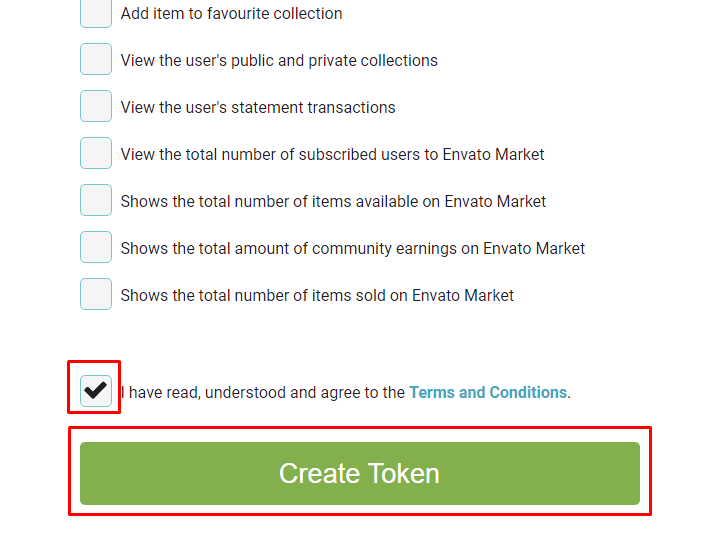 Add item to favourite collection
View the user's public and private collections
View the user's statement transactions
View the total number of subscribed users to Envato Market
Shows the total number of items available on Envato Market
Shows the total amount of community earnings on Envato Market
Shows the total number of items sold on Envato Market
I have read, understood and agree to the Terms and Conditions.
Create Token